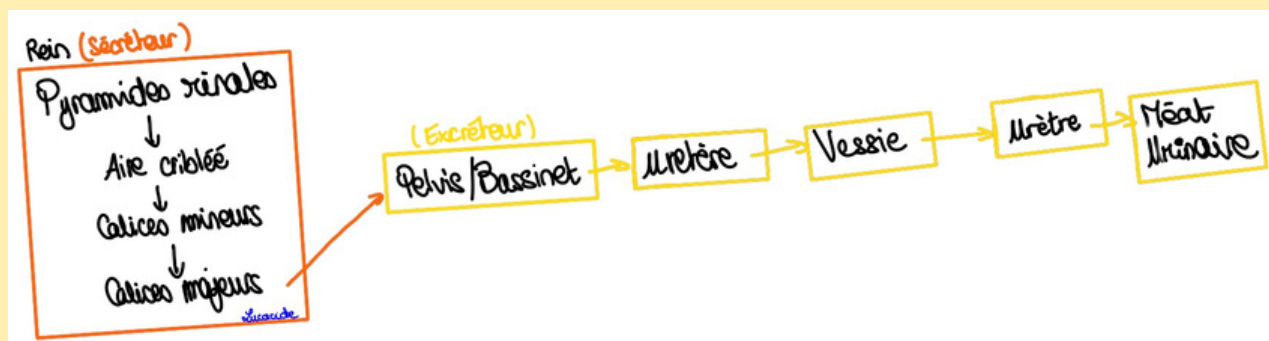 Rein (Sécréteur)
Pyramides rénales
Aire criblée
Calices mineurs
Calices majeurs
(Excréteur)
Pelvis/Bassinet
Uretère
Vessie
Urètre
Méat
Urinaire